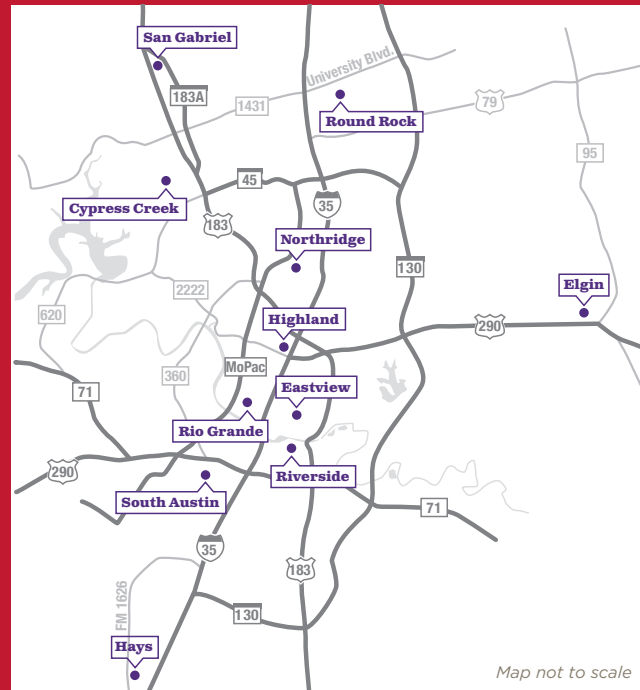 San Gabriel
University Blvd.
183A
1431
79
Round Rock
95
45
Cypress Creek
35
183
Northridge
130
Elgin
2222
620
Highland
290
MoPac
360
Eastview
71
Rio Grande
290
Riverside
South Austin
71
35
183
FM 1626
130
Hays
Map not to scale